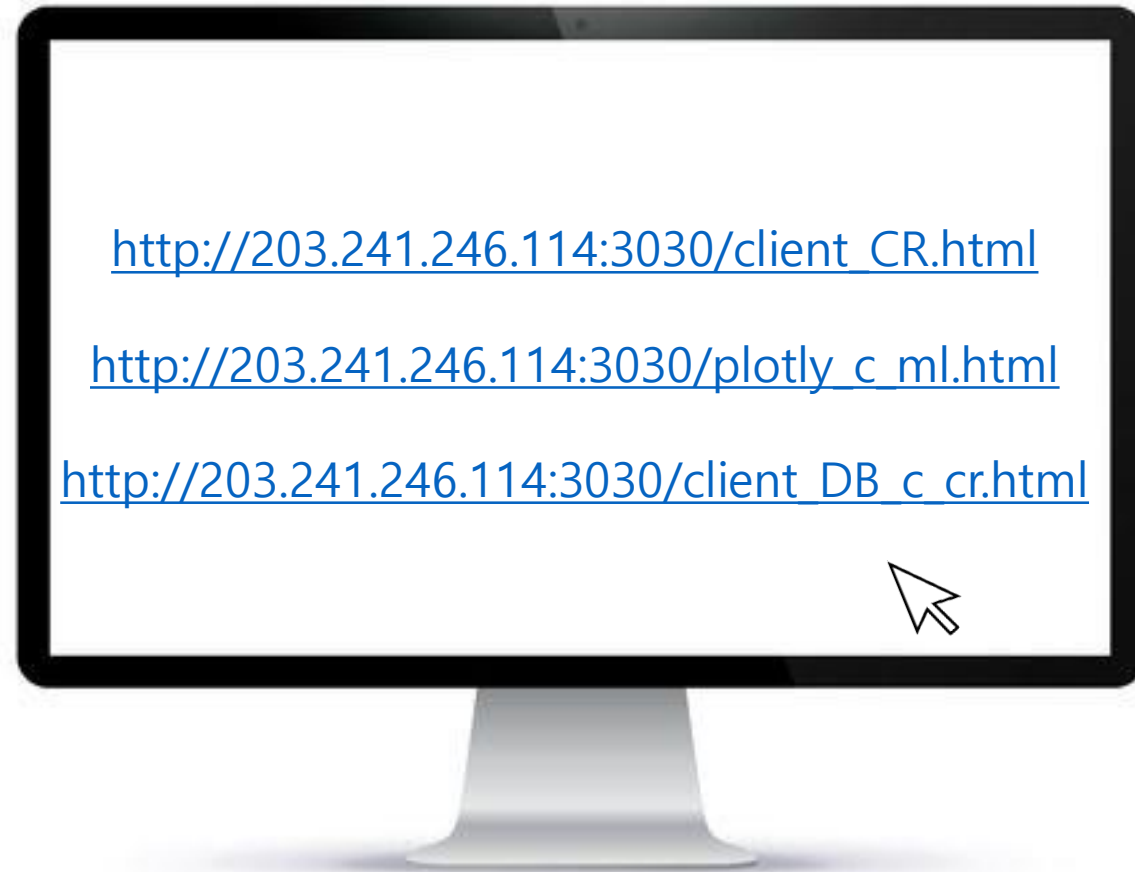 http://203.241.246.114:3030/client_CR.html
http://203.241.246.114:3030/plotly_c_ml.html
http://203.241.246.114:3030/client_DB_c_cr.html